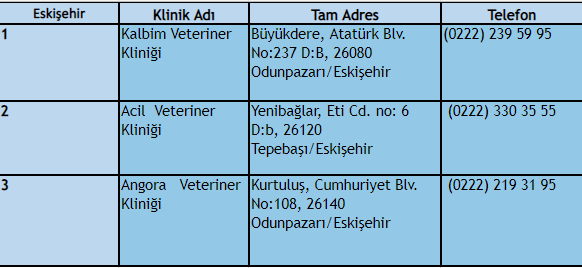 Eskişehir Klinik Adı Tam Adres Telefon
1 Kalbim Veteriner Büyükdere, Atatürk Blv. (0222) 239 59 95
Kliniği No:237 D:B, 26080
Odunpazarı/Eskişehir
2 Acil Veteriner Yenibağlar, Eti Cd. no: 6 (0222) 330 35 55
Kliniği D:b, 26120
Tepebaşı/Eskişehir
3 Angora Veteriner Kurtuluş, Cumhuriyet Blv. (0222) 219 31 95
Kliniği No:108, 26140
Odunpazarı/Eskişehir